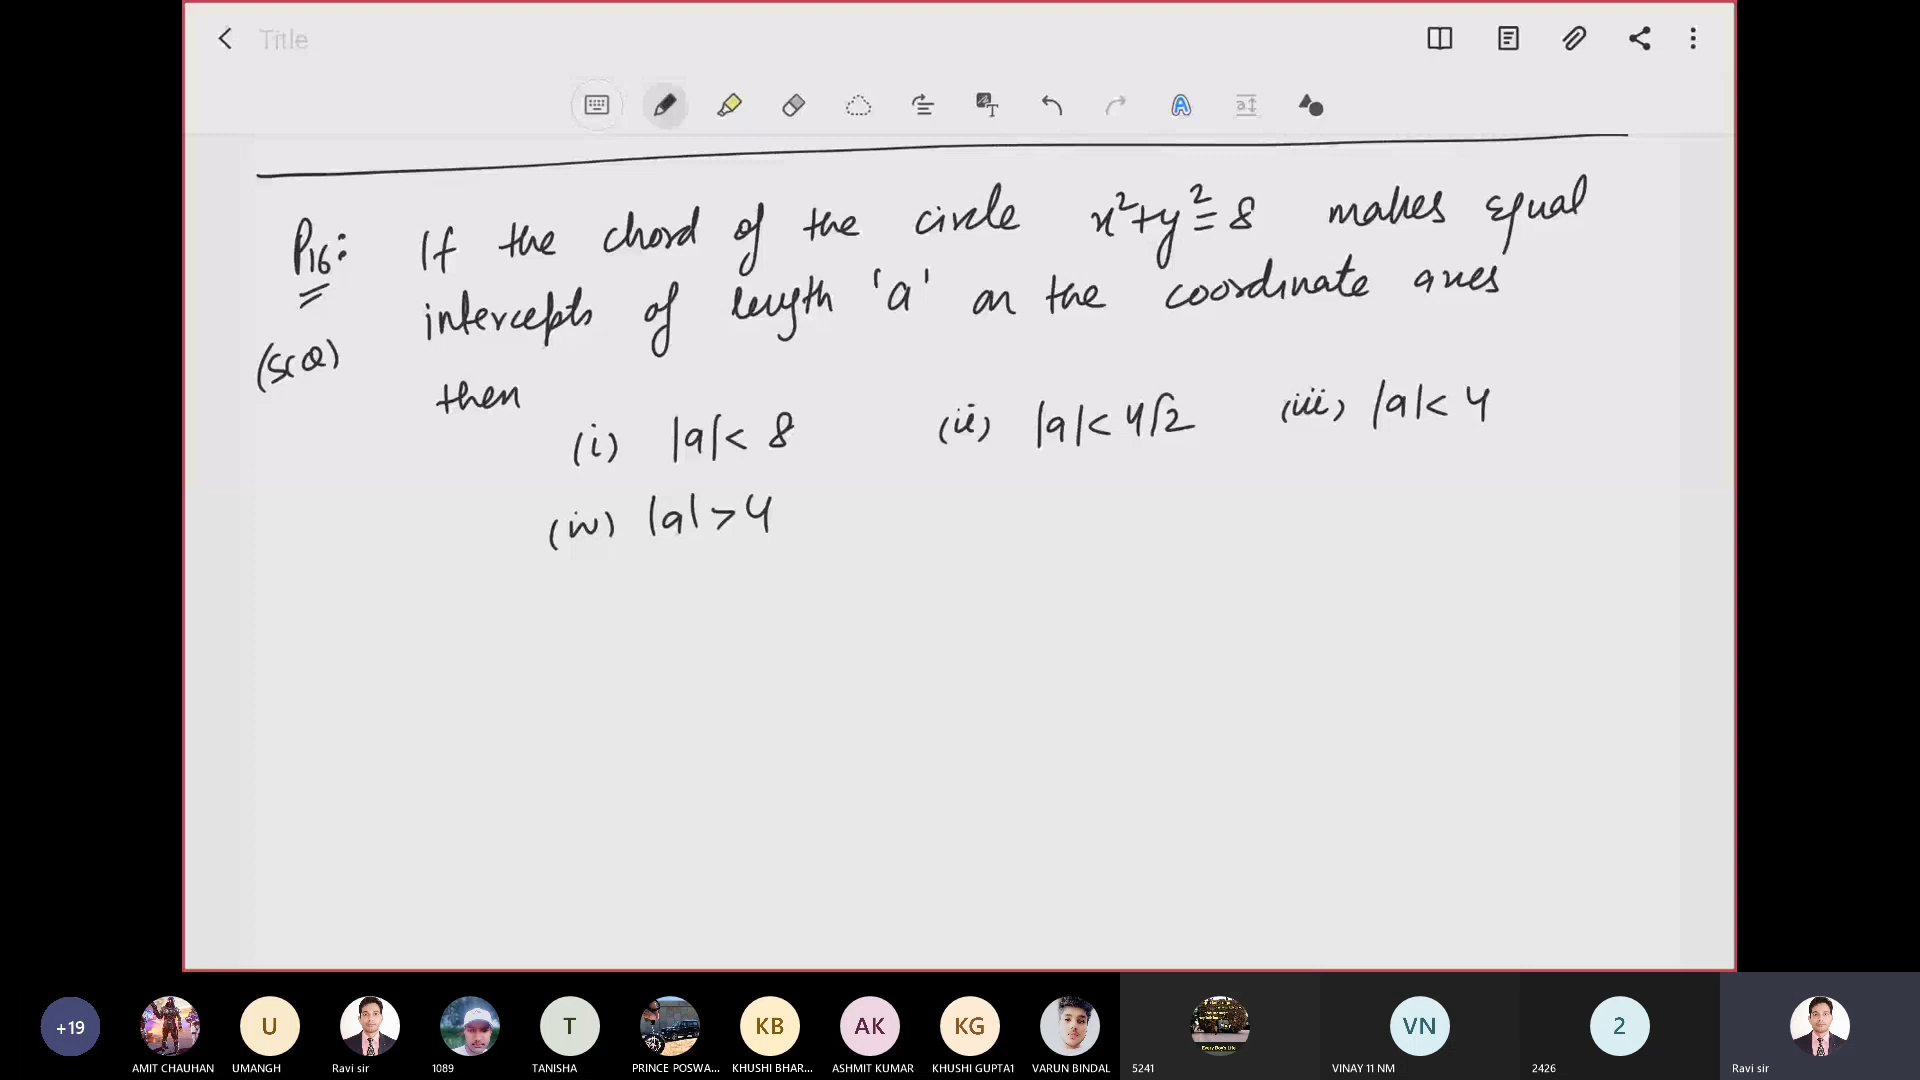 Title
P16: If the chord of the circle x²+y²=8 makes equal
intercepts of length 'a' on the coordinate axes
(SCQ)
then
(i) |a|< 8 (ii) |a|< 4√2 (iii) |a|< 4
(iv) |a| > 4
+19 U T KB AK KG VN 2
AMIT CHAUHAN UMANGH Ravi sir 1089 TANISHA PRINCE POSWA... KHUSHI BHAR... ASHMIT KUMAR KHUSHI GUPTA1 VARUN BINDAL 5241 VINAY 11 NM 2426 Ravi sir